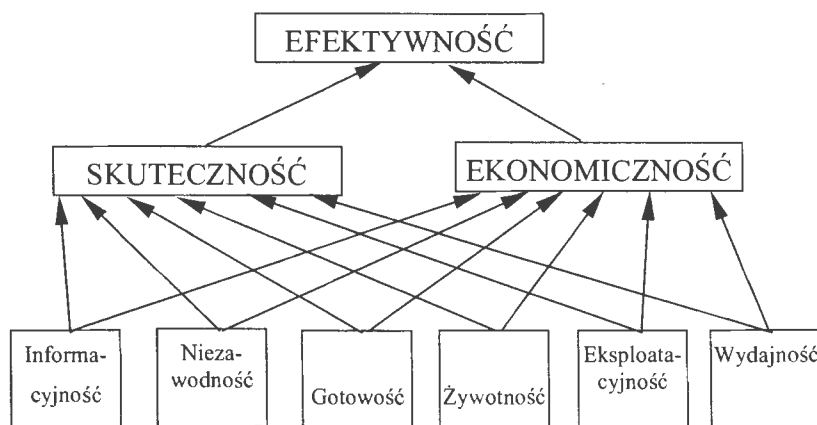 EFEKTYWNOŚĆ
SKUTECZNOŚĆ
EKONOMICZNOŚĆ
Informa-
cyjność
Nieza-
wodność
Gotowość
Żywotność
Eksploata-
cyjność
Wydajność